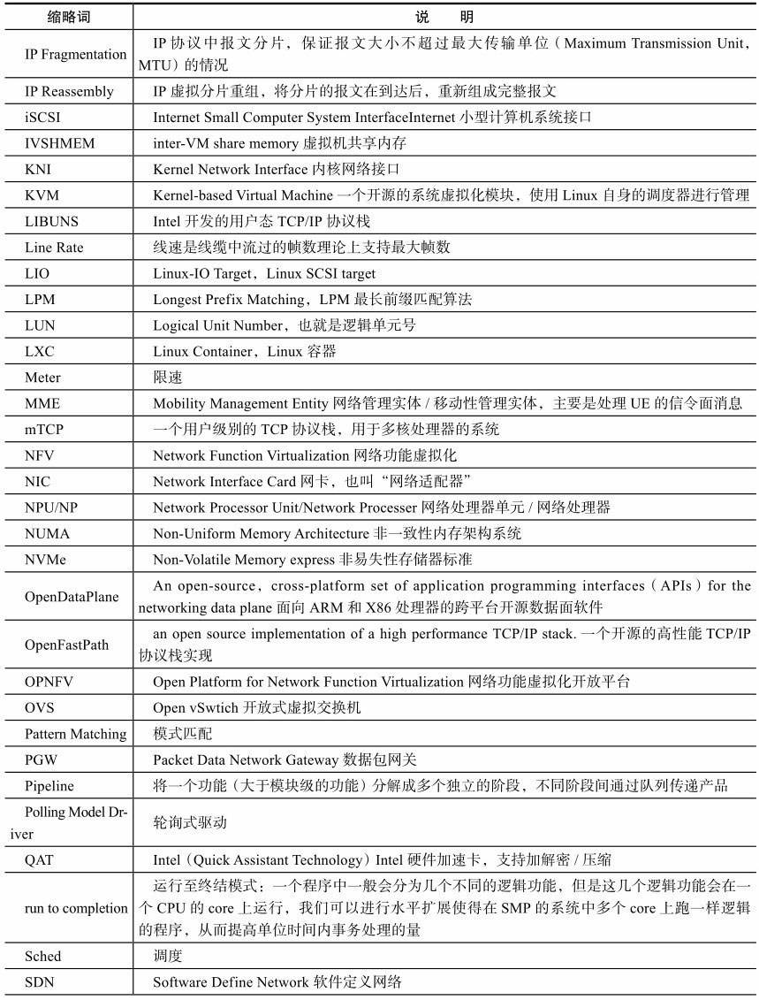 缩略词 说 明
IP Fragmentation IP 协议中报文分片，保证报文大小不超过最大传输单位（Maximum Transmission Unit，
MTU）的情况
IP Reassembly IP 虚拟分片重组，将分片的报文在到达后，重新组成完整报文
iSCSI Internet Small Computer System InterfaceInternet 小型计算机系统接口
IVSHMEM inter-VM share memory 虚拟机共享内存
KNI Kernel Network Interface 内核网络接口
KVM Kernel-based Virtual Machine 一个开源的系统虚拟化模块，使用 Linux 自身的调度器进行管理
LIBUNS Intel 开发的用户态 TCP/IP 协议栈
Line Rate 线速是线缆中流过的帧数理论上支持最大帧数
LIO Linux-IO Target，Linux SCSI target
LPM Longest Prefix Matching，LPM 最长前缀匹配算法
LUN Logical Unit Number，也就是逻辑单元号
LXC Linux Container，Linux 容器
Meter 限速
MME Mobility Management Entity 网络管理实体 / 移动性管理实体，主要是处理 UE 的信令面消息
mTCP 一个用户级别的 TCP 协议栈，用于多核处理器的系统
NFV Network Function Virtualization 网络功能虚拟化
NIC Network Interface Card 网卡，也叫“网络适配器”
NPU/NP Network Processor Unit/Network Processer 网络处理器单元 / 网络处理器
NUMA Non-Uniform Memory Architecture 非一致性内存架构系统
NVMe Non-Volatile Memory express 非易失性存储器标准
OpenDataPlane An open-source，cross-platform set of application programming interfaces（APIs）for the
networking data plane 面向 ARM 和 X86 处理器的跨平台开源数据面软件
OpenFastPath an open source implementation of a high performance TCP/IP stack. 一个开源的高性能 TCP/IP
协议栈实现
OPNFV Open Platform for Network Function Virtualization 网络功能虚拟化开放平台
OVS Open vSwtich 开放式虚拟交换机
Pattern Matching 模式匹配
PGW Packet Data Network Gateway 数据包网关
Pipeline 将一个功能（大于模块级的功能）分解成多个独立的阶段，不同阶段间通过队列传递产品
Polling Model Dr-
iver 轮询式驱动
QAT Intel（Quick Assistant Technology）Intel 硬件加速卡，支持加解密 / 压缩
run to completion 运行至终结模式：一个程序中一般会分为几个不同的逻辑功能，但是这几个逻辑功能会在一
个 CPU 的 core 上运行，我们可以进行水平扩展使得在 SMP 的系统中多个 core 上跑一样逻辑
的程序，从而提高单位时间内事务处理的量
Sched 调度
SDN Software Define Network 软件定义网络